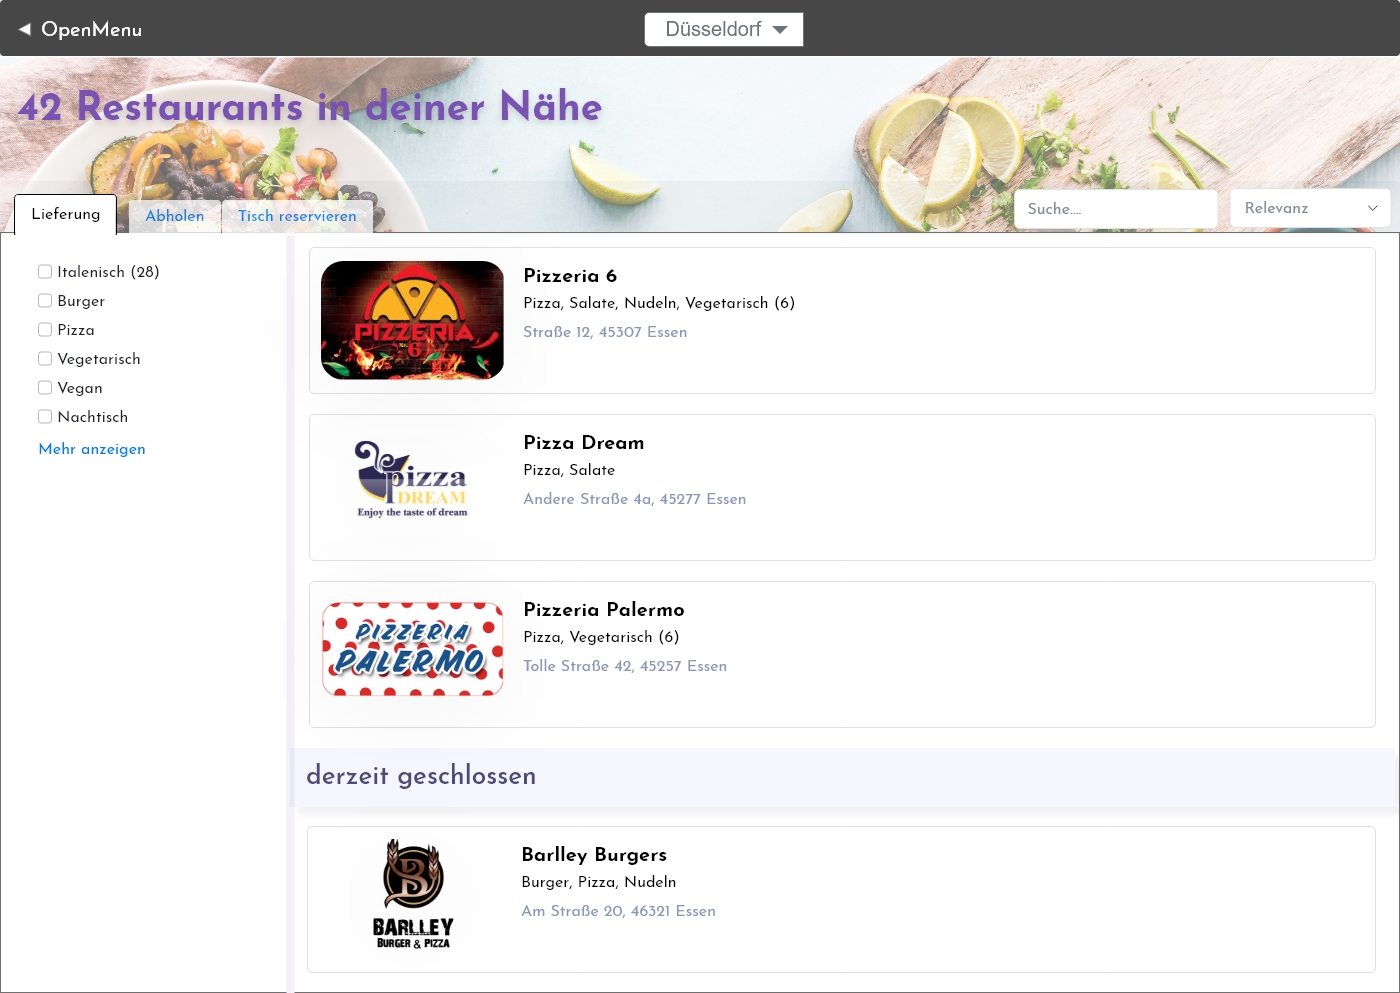 ◄ OpenMenu
Düsseldorf
42 Restaurants in deiner Nähe
Lieferung
Abholen
Tisch reservieren
Suche....
Relevanz
Italenisch (28)
Burger
Pizza
Vegetarisch
Vegan
Nachtisch
Mehr anzeigen
PIZZERIA
Nr.
6
Pizzeria 6
Pizza, Salate, Nudeln, Vegetarisch (6)
Straße 12, 45307 Essen
pizza
DREAM
Enjoy the taste of dream
Pizza Dream
Pizza, Salate
Andere Straße 4a, 45277 Essen
PIZZERIA
PALERMO
Pizzeria Palermo
Pizza, Vegetarisch (6)
Tolle Straße 42, 45257 Essen
derzeit geschlossen
B
BARLLEY
BURGER & PIZZA
Barlley Burgers
Burger, Pizza, Nudeln
Am Straße 20, 46321 Essen